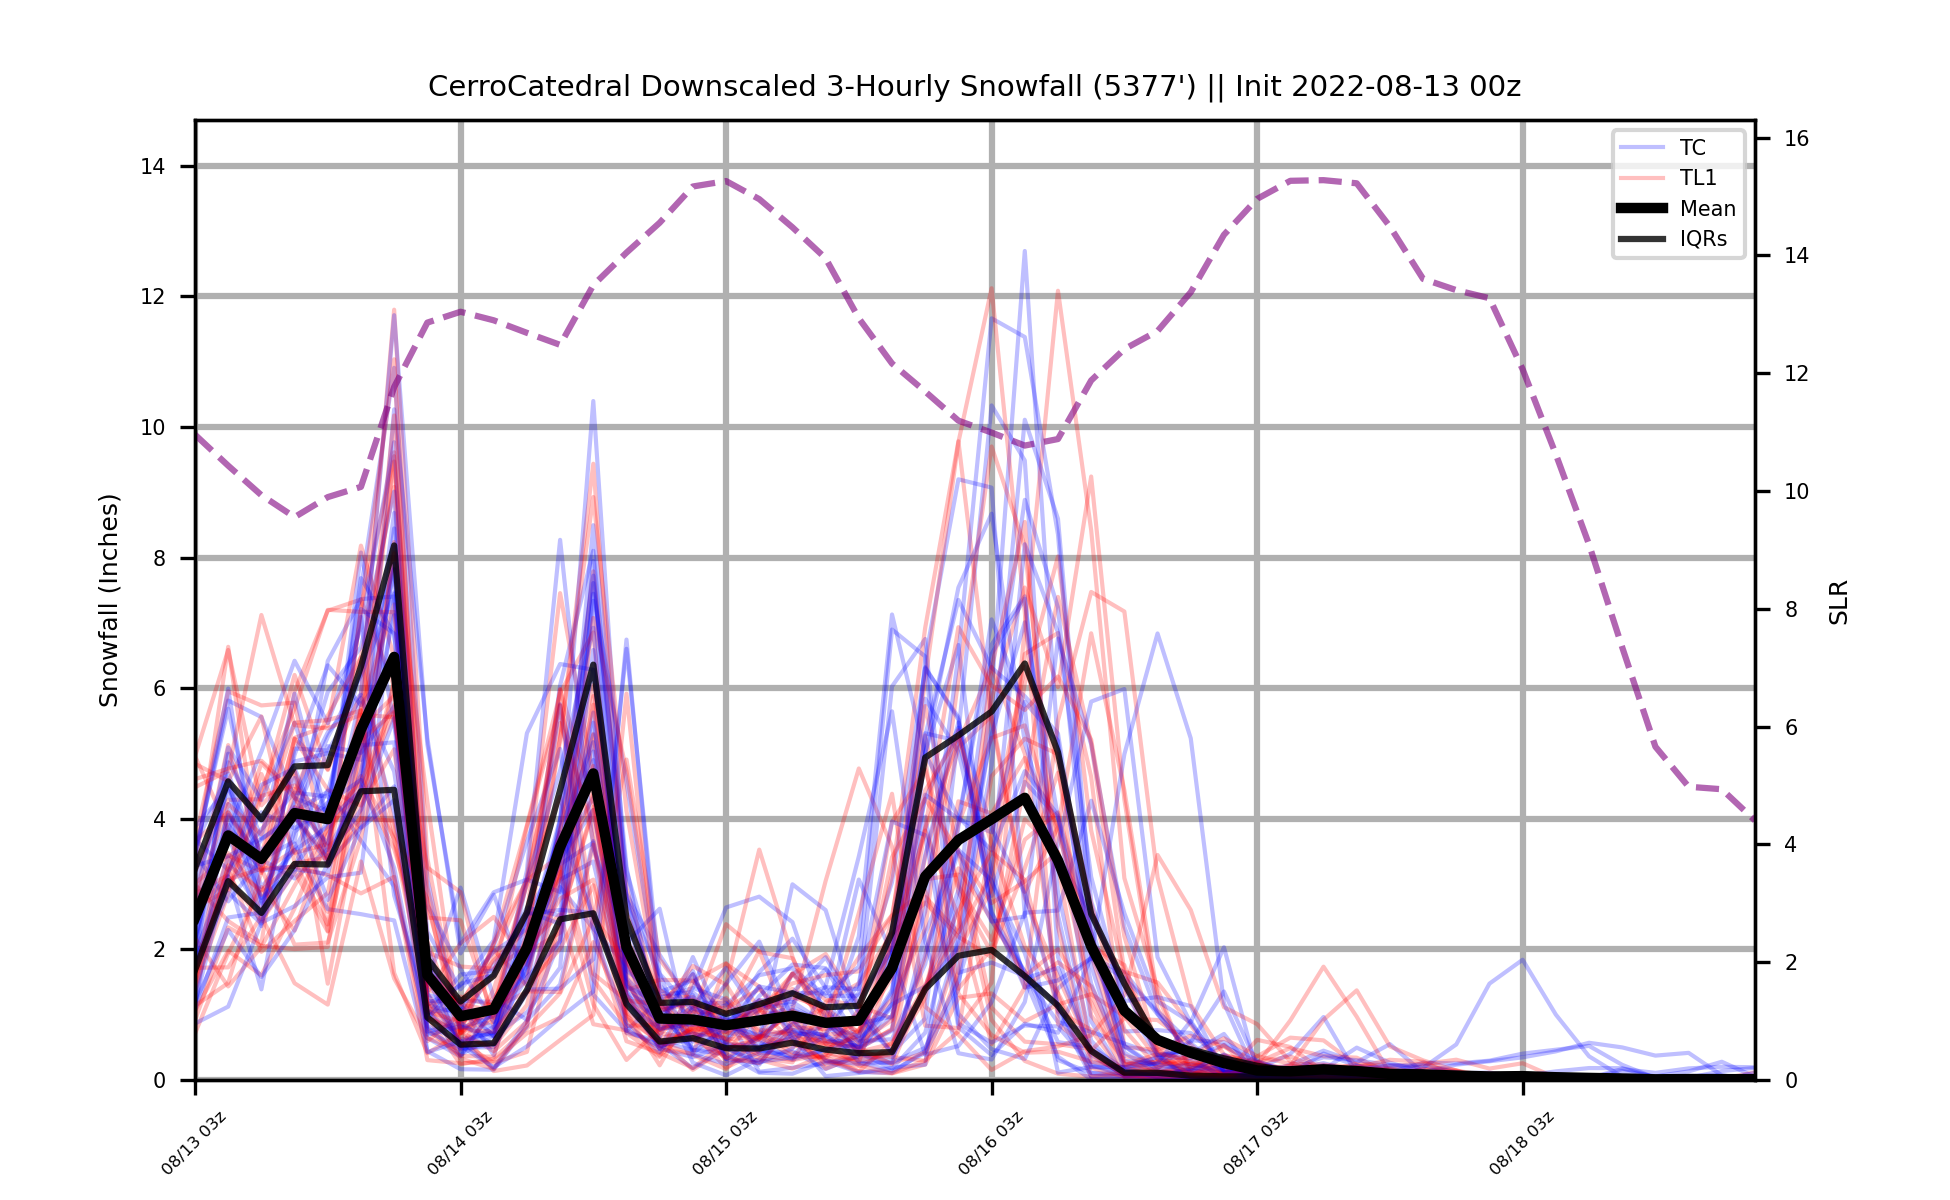 CerroCatedral Downscaled 3-Hourly Snowfall (5377') || Init 2022-08-13 00z
TC
TL1
Mean
IQRs
Snowfall (Inches)
14
12
10
8
6
4
2
0
16
14
12
10
8
6
4
2
0
SLR
08/13 03z
08/14 03z
08/15 03z
08/16 03z
08/17 03z
08/18 03z